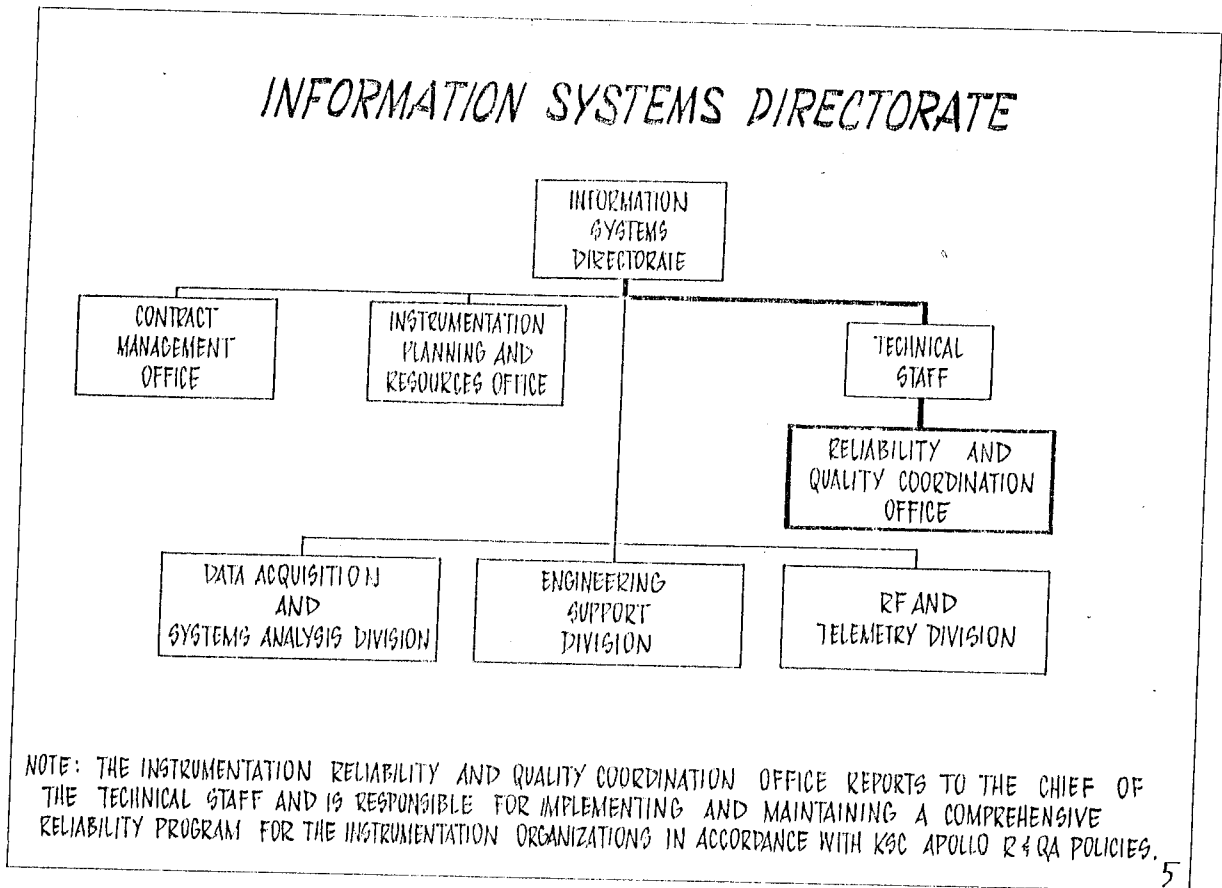 INFORMATION SYSTEMS DIRECTORATE
INFORMATION
SYSTEMS
DIRECTORATE
CONTRACT
MANAGEMENT
OFFICE
INSTRUMENTATION
PLANNING AND
RESOURCES OFFICE
TECHNICAL
STAFF
RELIABILITY AND
QUALITY COORDINATION
OFFICE
DATA ACQUISITION
AND
SYSTEMS ANALYSIS DIVISION
ENGINEERING
SUPPORT
DIVISION
RF AND
TELEMETRY DIVISION
NOTE: THE INSTRUMENTATION RELIABILITY AND QUALITY COORDINATION OFFICE REPORTS TO THE CHIEF OF
THE TECHNICAL STAFF AND IS RESPONSIBLE FOR IMPLEMENTING AND MAINTAINING A COMPREHENSIVE
RELIABILITY PROGRAM FOR THE INSTRUMENTATION ORGANIZATIONS IN ACCORDANCE WITH KSC APOLLO R & QA POLICIES.
5